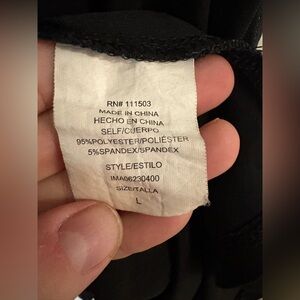 RN# 111503
MADE IN CHINA
HECHO EN CHINA
SELF/CUERPO
95%POLYESTER/POLIÉSTER
5%SPANDEX/SPANDEX
STYLE/ESTILO
IMA06230400
SIZE/TALLA
L